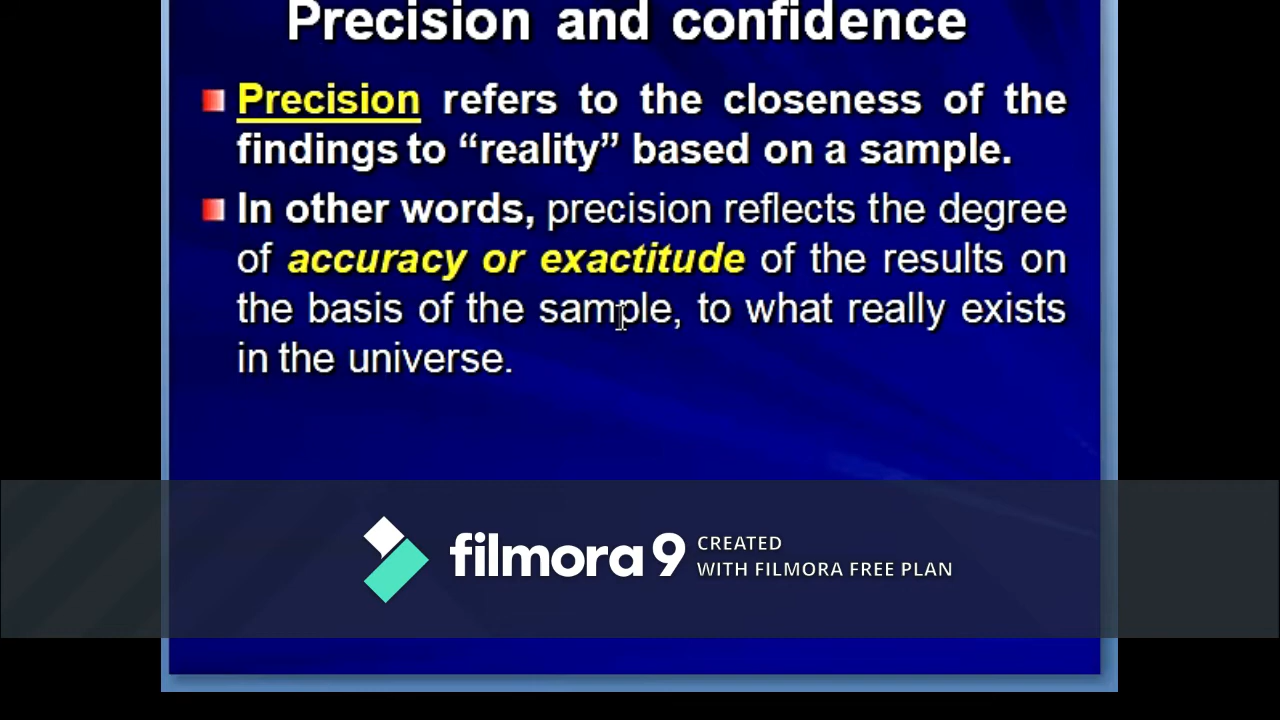 Precision and confidence
Precision refers to the closeness of the
findings to “reality” based on a sample.
In other words, precision reflects the degree
of accuracy or exactitude of the results on
the basis of the sample, to what really exists
in the universe.
filmora 9 CREATED
WITH FILMORA FREE PLAN